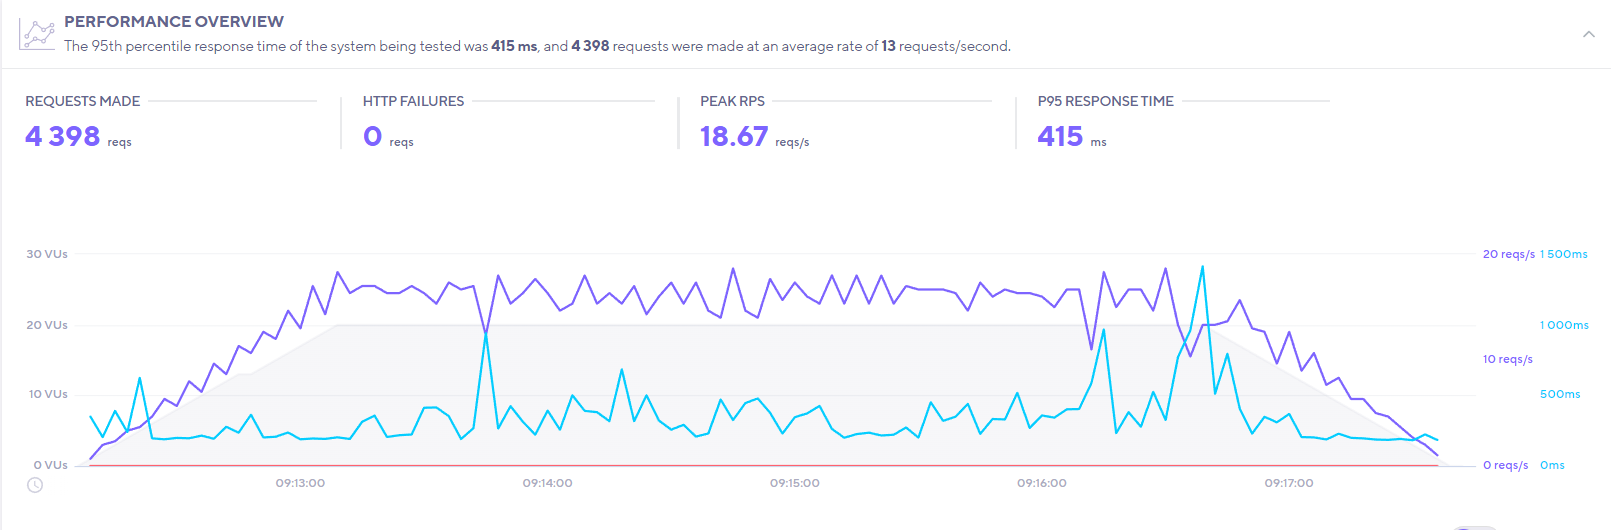 PERFORMANCE OVERVIEW
The 95th percentile response time of the system being tested was 415 ms, and 4 398 requests were made at an average rate of 13 requests/second.
REQUESTS MADE
4 398 reqs
HTTP FAILURES
0 reqs
PEAK RPS
18.67 reqs/s
P95 RESPONSE TIME
415 ms
30 VUs
20 VUs
10 VUs
0 VUs
20 reqs/s
10 reqs/s
0 reqs/s
1 500ms
1 000ms
500ms
0ms
09:13:00
09:14:00
09:15:00
09:16:00
09:17:00